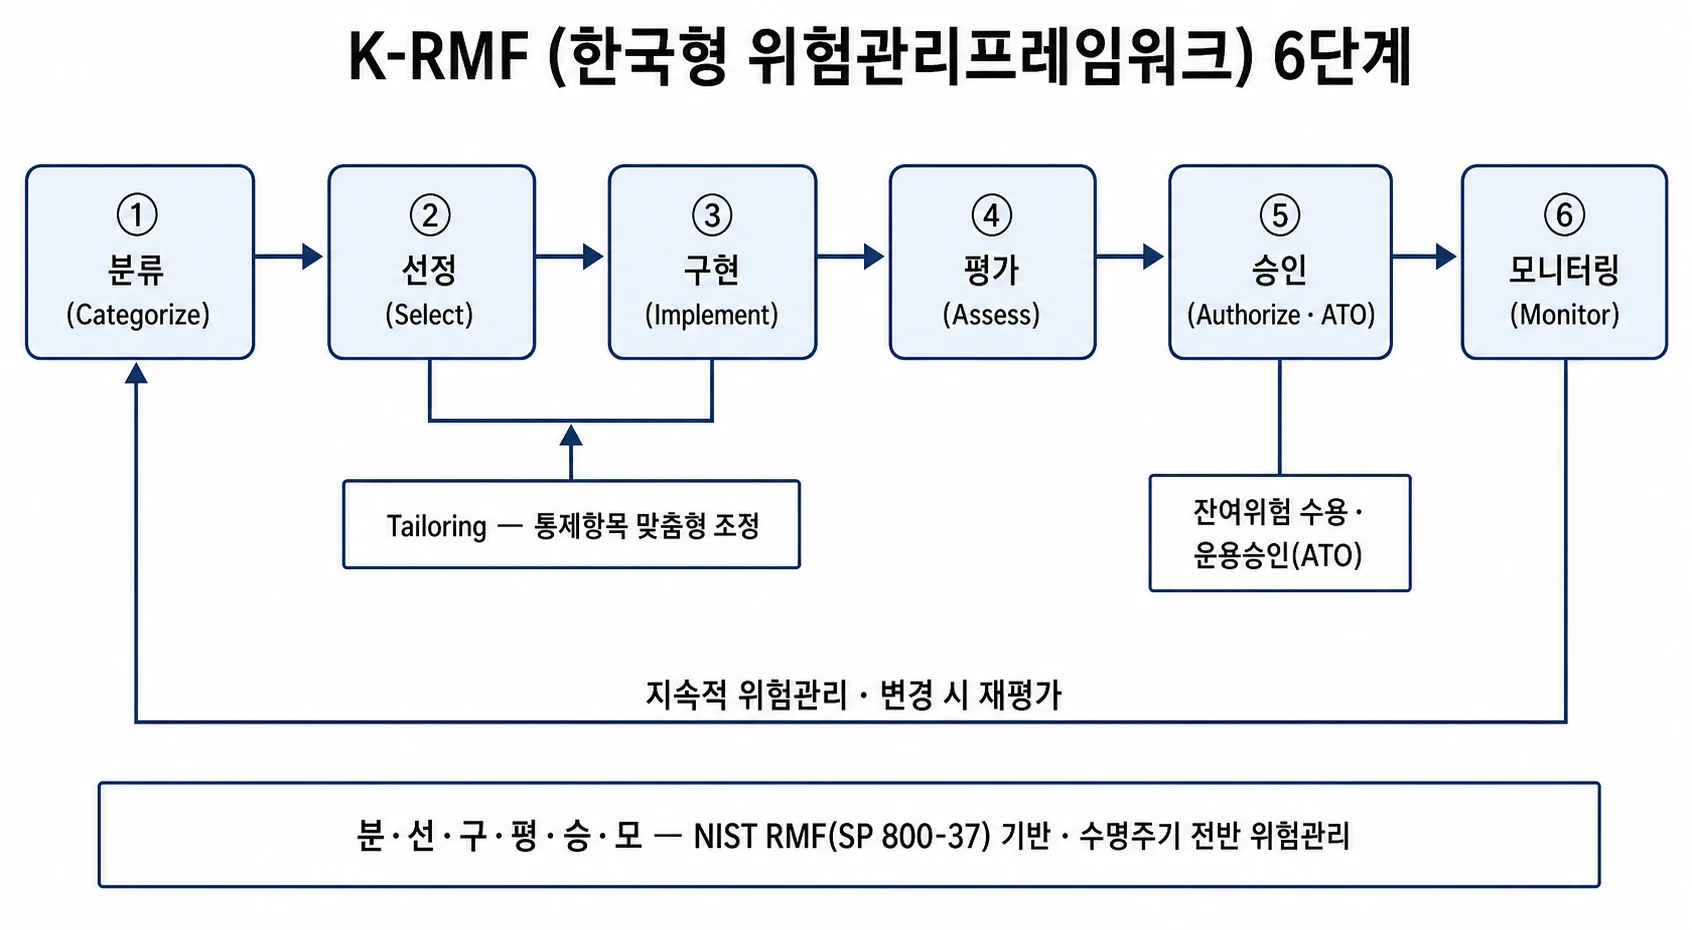 K-RMF (한국형 위험관리프레임워크) 6단계
①
분류
(Categorize)
②
선정
(Select)
③
구현
(Implement)
④
평가
(Assess)
⑤
승인
(Authorize · ATO)
⑥
모니터링
(Monitor)
Tailoring — 통제항목 맞춤형 조정
잔여위험 수용 ·
운용승인(ATO)
지속적 위험관리 · 변경 시 재평가
분 · 선 · 구 · 평 · 승 · 모 — NIST RMF(SP 800-37) 기반 · 수명주기 전반 위험관리